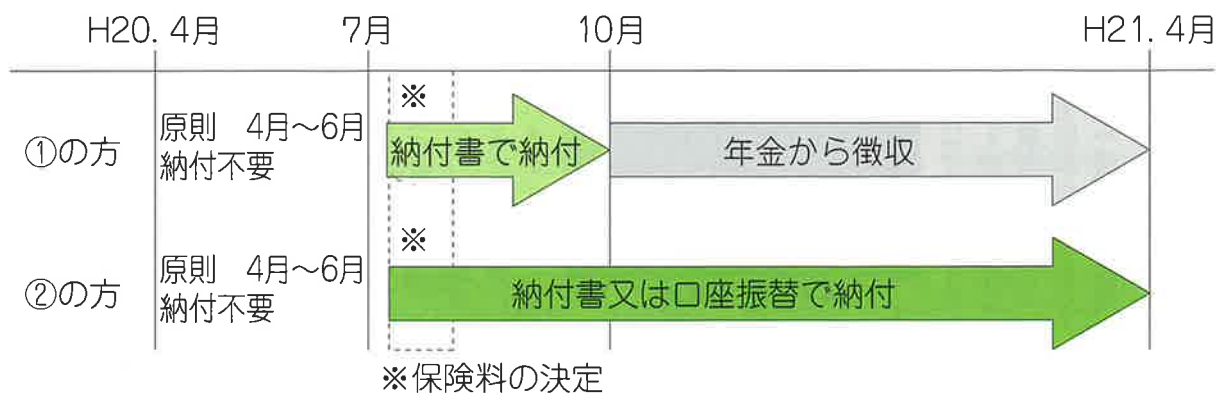 H20. 4月 7月 10月 H21. 4月
①の方
原則 4月～6月
納付不要
※
納付書で納付
年金から徴収
②の方
原則 4月～6月
納付不要
※
納付書又は口座振替で納付
※保険料の決定